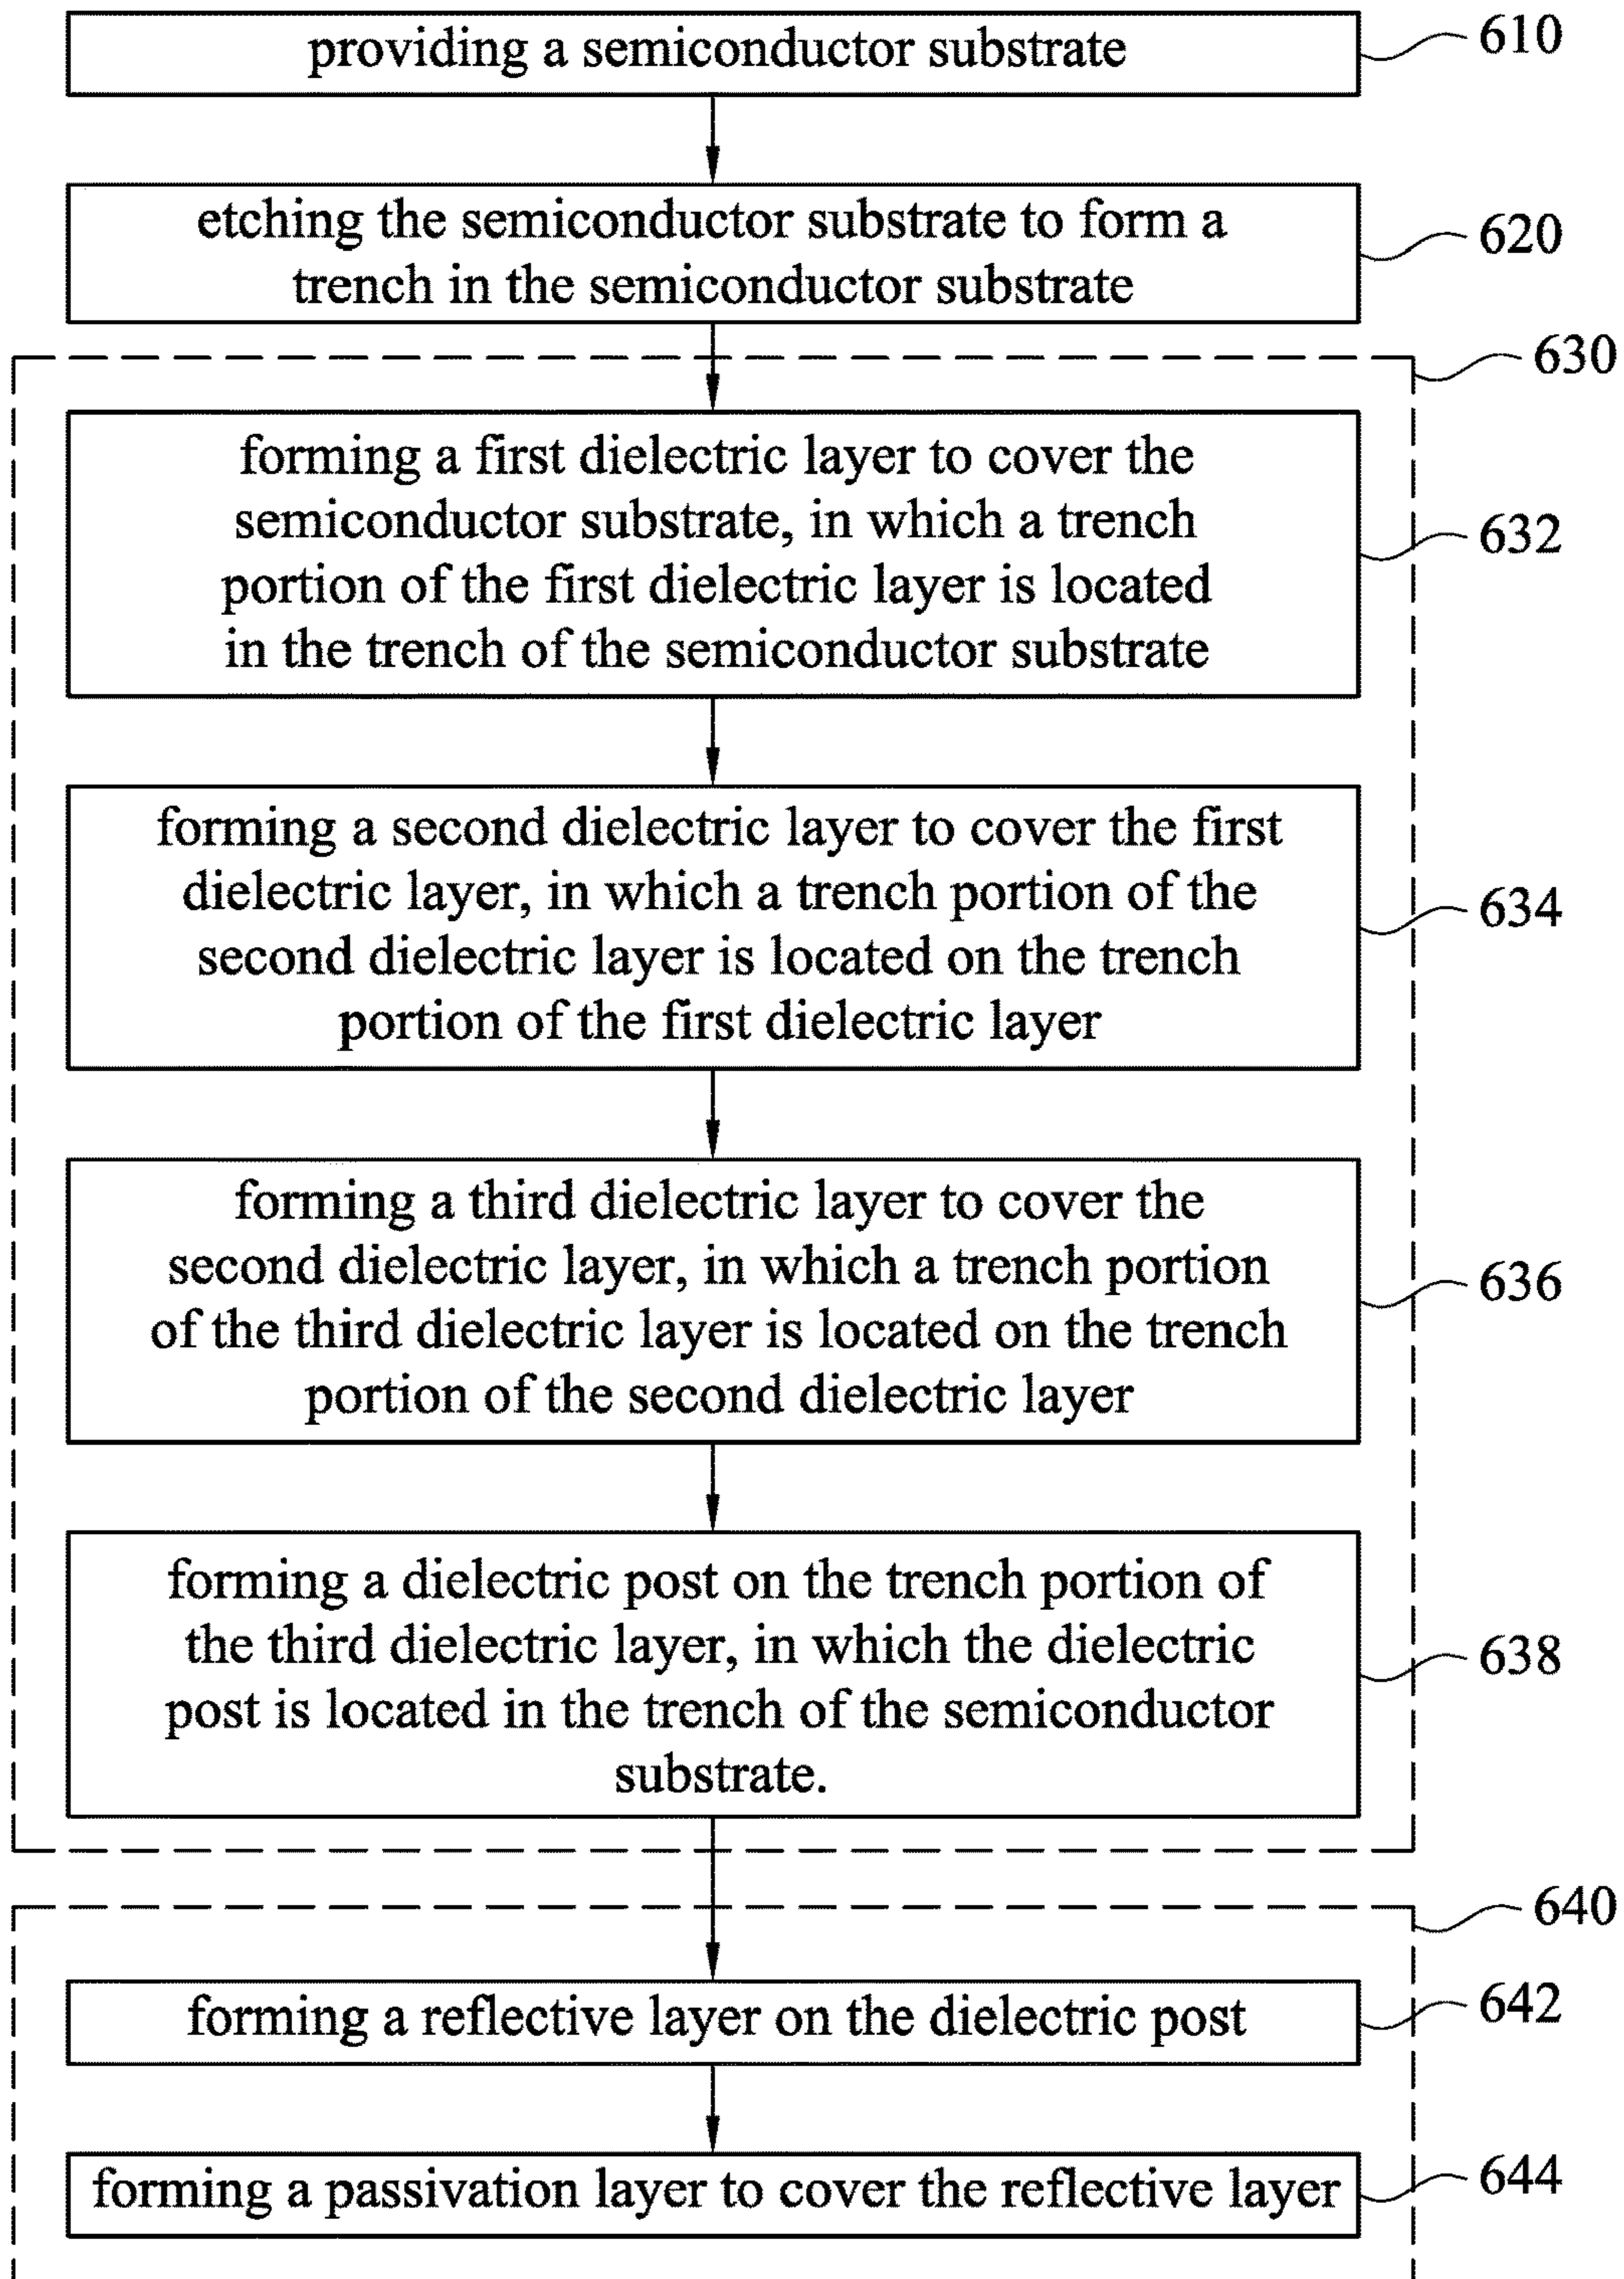 providing a semiconductor substrate
610
etching the semiconductor substrate to form a
trench in the semiconductor substrate
620
630
forming a first dielectric layer to cover the
semiconductor substrate, in which a trench
portion of the first dielectric layer is located
in the trench of the semiconductor substrate
632
forming a second dielectric layer to cover the first
dielectric layer, in which a trench portion of the
second dielectric layer is located on the trench
portion of the first dielectric layer
634
forming a third dielectric layer to cover the
second dielectric layer, in which a trench portion
of the third dielectric layer is located on the trench
portion of the second dielectric layer
636
forming a dielectric post on the trench portion of
the third dielectric layer, in which the dielectric
post is located in the trench of the semiconductor
substrate.
638
640
forming a reflective layer on the dielectric post
642
forming a passivation layer to cover the reflective layer
644